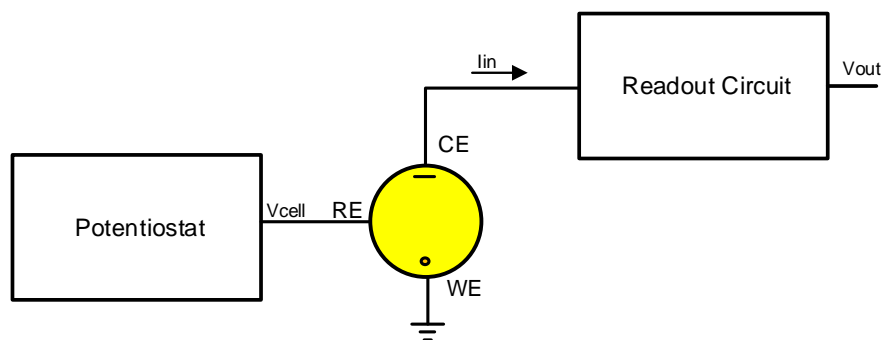 Iin
Readout Circuit
Vout
CE
Potentiostat
Vcell
RE
WE